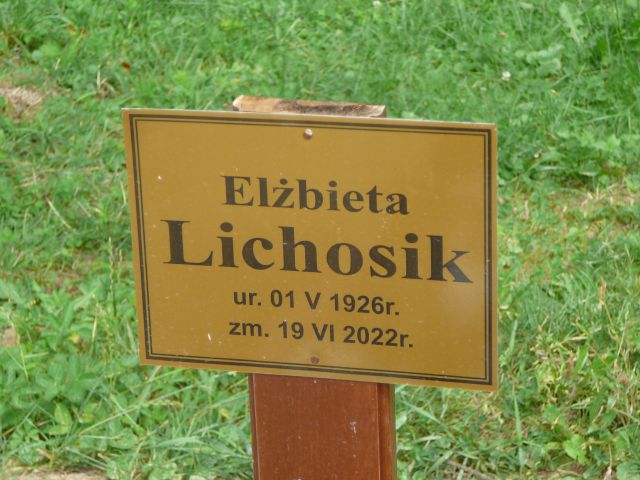 Elżbieta
Lichosik
ur. 01 V 1926r.
zm. 19 VI 2022r.